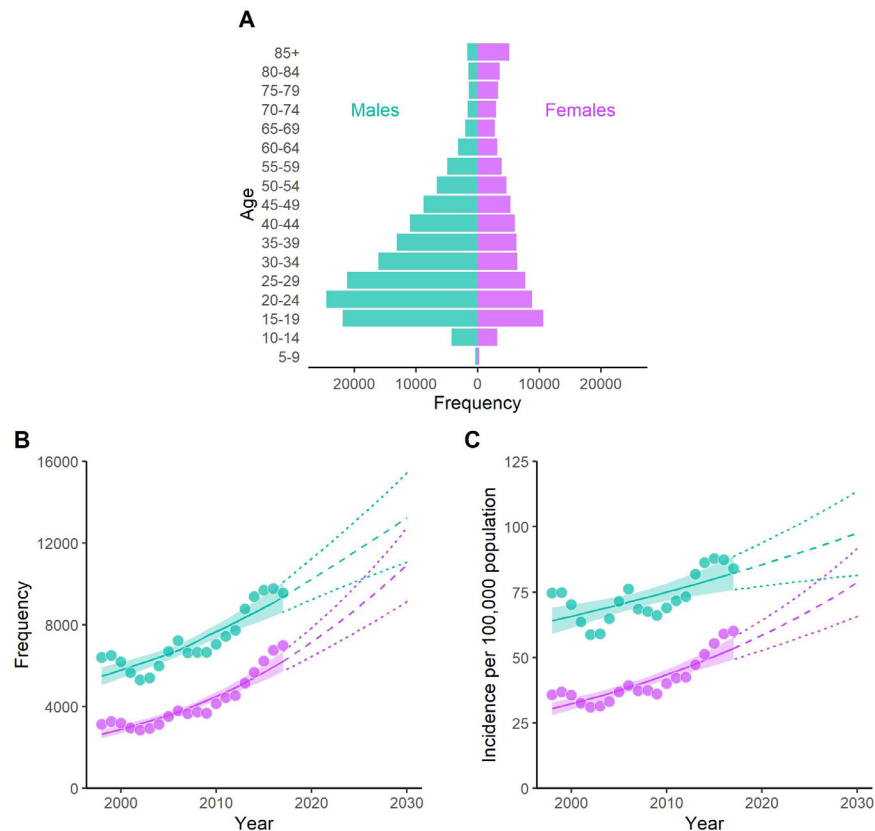 A
85+
80-84
75-79
70-74
65-69
60-64
55-59
50-54
45-49
40-44
35-39
30-34
25-29
20-24
15-19
10-14
5-9
Age
Males
Females
20000 10000 0 10000 20000
Frequency
B
16000
12000
8000
4000
0
Frequency
2000 2010 2020 2030
Year
C
125
100
75
50
25
0
Incidence per 100,000 population
2000 2010 2020 2030
Year